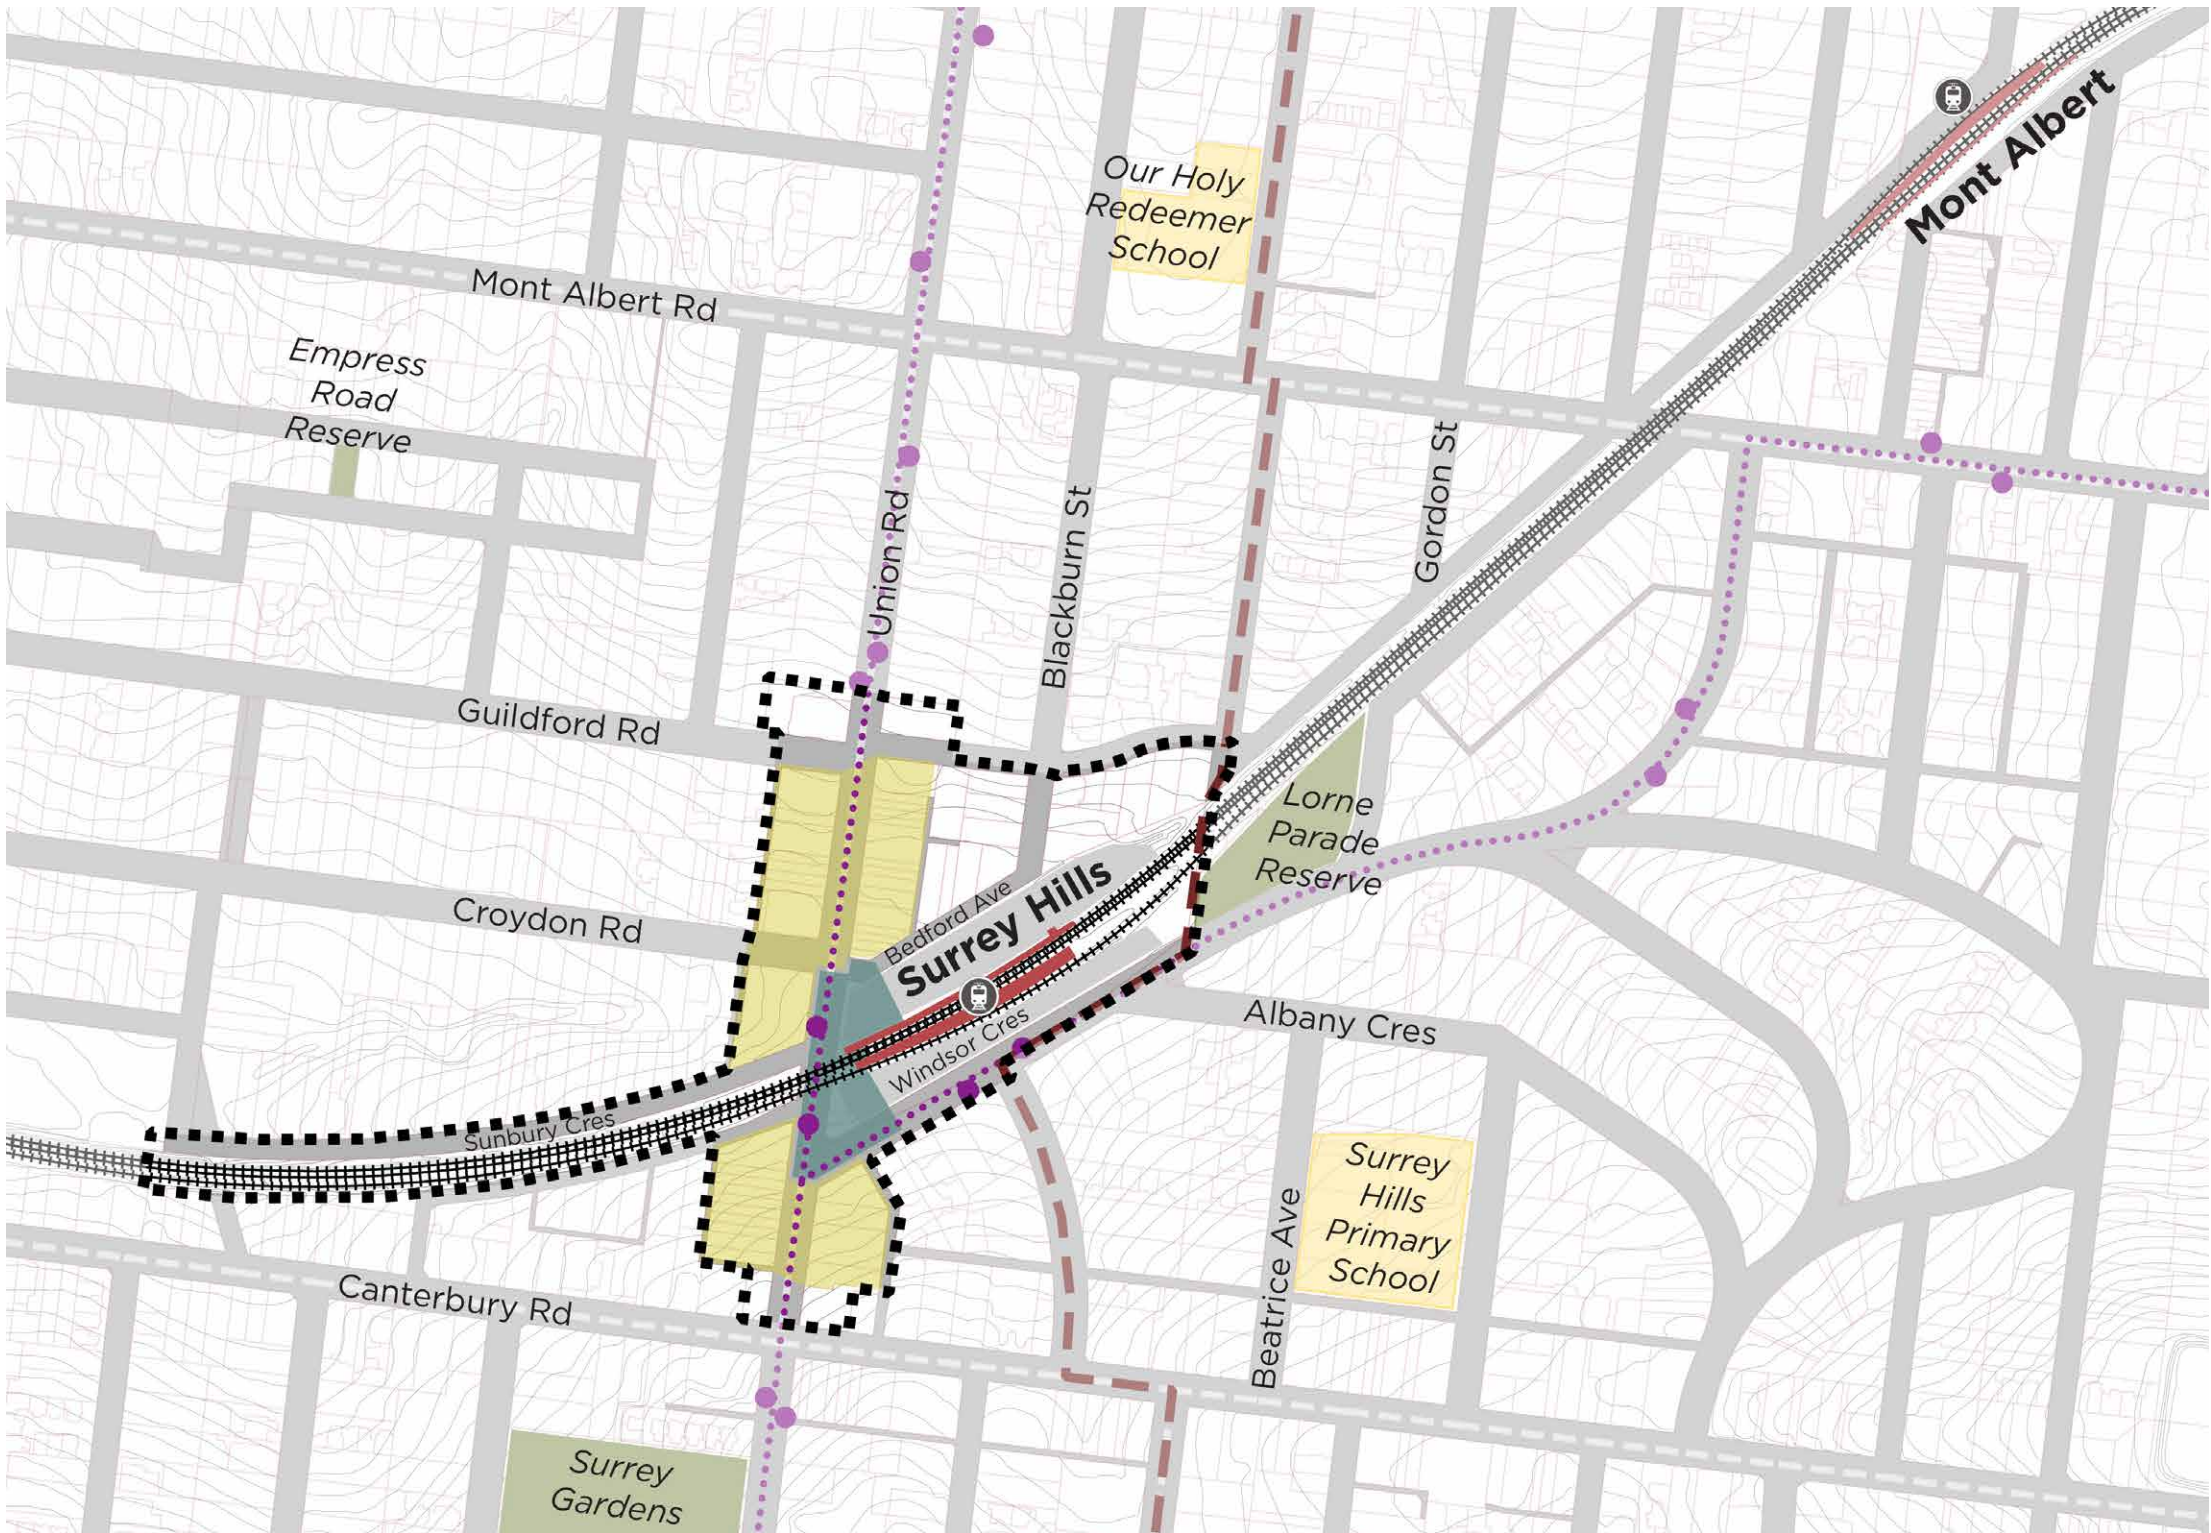 Mont Albert
Our Holy
Redeemer
School
Mont Albert Rd
Empress
Road
Reserve
Gordon St
Union Rd
Blackburn St
Guildford Rd
Lorne
Parade
Reserve
Bedford Ave
Surrey Hills
Croydon Rd
Windsor Cres
Albany Cres
Sunbury Cres
Surrey
Hills
Primary
School
Beatrice Ave
Canterbury Rd
Surrey
Gardens